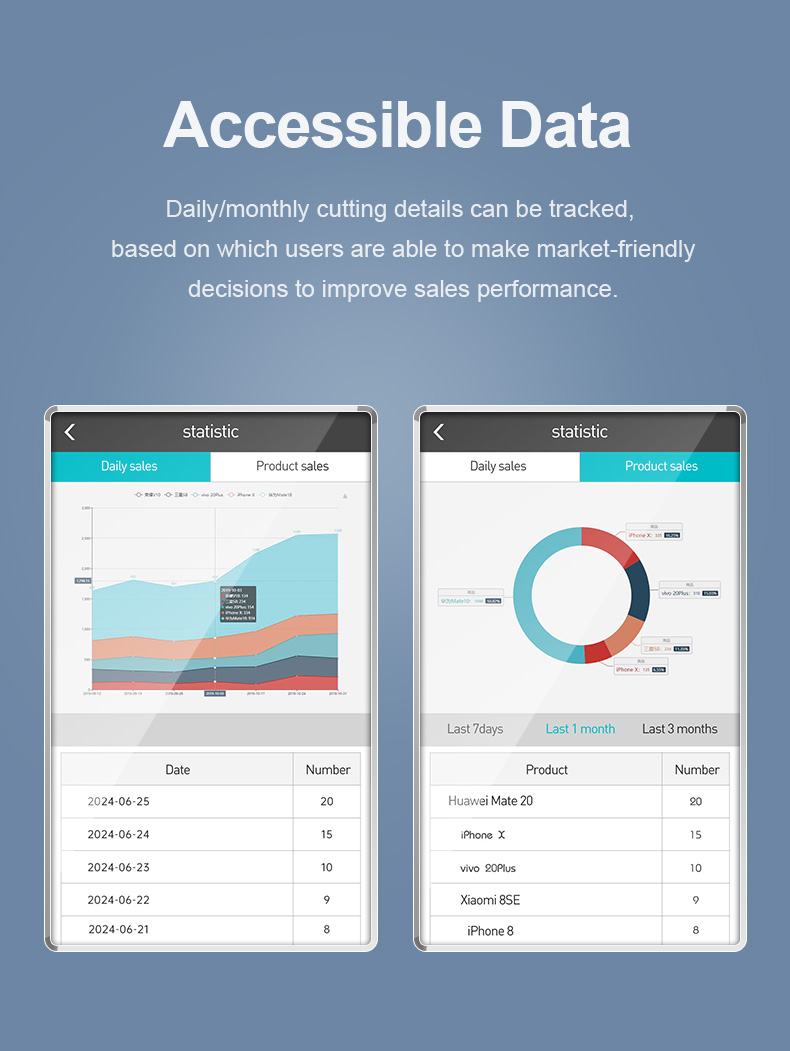 Accessible Data
Daily/monthly cutting details can be tracked,
based on which users are able to make market-friendly
decisions to improve sales performance.
statistic
Daily sales
Product sales
vivo 20Plus
iPhone X
Date
Number
2024-06-25
20
2024-06-24
15
2024-06-23
10
2024-06-22
9
2024-06-21
8
statistic
Daily sales
Product sales
iPhone X:
vivo 20Plus:
iPhone X:
Last 7days
Last 1 month
Last 3 months
Product
Number
Huawei Mate 20
20
iPhone X
15
vivo 20Plus
10
Xiaomi 8SE
9
iPhone 8
8